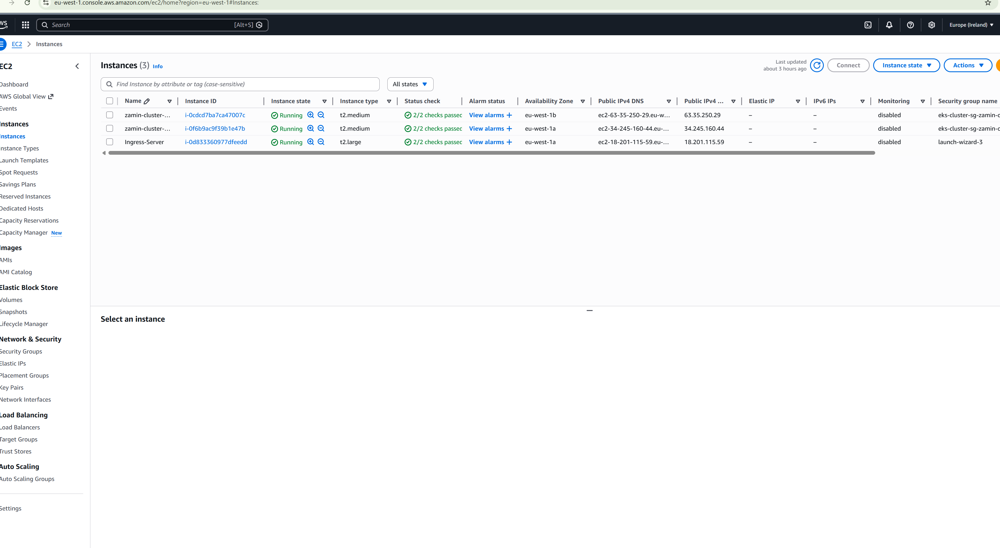 eu-west-1.console.aws.amazon.com/ec2/home?region=eu-west-1#Instances:
Search [Alt+S] Europe (Ireland)
EC2 Instances
EC2
Dashboard
AWS Global View
Events
Instances
Instances
Instance Types
Launch Templates
Spot Requests
Savings Plans
Reserved Instances
Dedicated Hosts
Capacity Reservations
Capacity Manager New
Images
AMIs
AMI Catalog
Elastic Block Store
Volumes
Snapshots
Lifecycle Manager
Network & Security
Security Groups
Elastic IPs
Placement Groups
Key Pairs
Network Interfaces
Load Balancing
Load Balancers
Target Groups
Trust Stores
Auto Scaling
Auto Scaling Groups
Settings
Instances (3) Info
Last updated
about 3 hours ago
Connect Instance state Actions
Find Instance by attribute or tag (case-sensitive) All states
Name Instance ID Instance state Instance type Status check Alarm status Availability Zone Public IPv4 DNS Public IPv4 ... Elastic IP IPv6 IPs Monitoring Security group name
zamin-cluster-... i-0cdcd7ba7ca47007c Running t2.medium 2/2 checks passec View alarms + eu-west-1b ec2-63-35-250-29.eu-w... 63.35.250.29 – – disabled eks-cluster-sg-zamin-c
zamin-cluster-... i-0f6b9ac9f39b1e47b Running t2.medium 2/2 checks passec View alarms + eu-west-1a ec2-34-245-160-44.eu-... 34.245.160.44 – – disabled eks-cluster-sg-zamin-c
Ingress-Server i-0d833360977dfeedd Running t2.large 2/2 checks passec View alarms + eu-west-1a ec2-18-201-115-59.eu-... 18.201.115.59 – – disabled launch-wizard-3
Select an instance